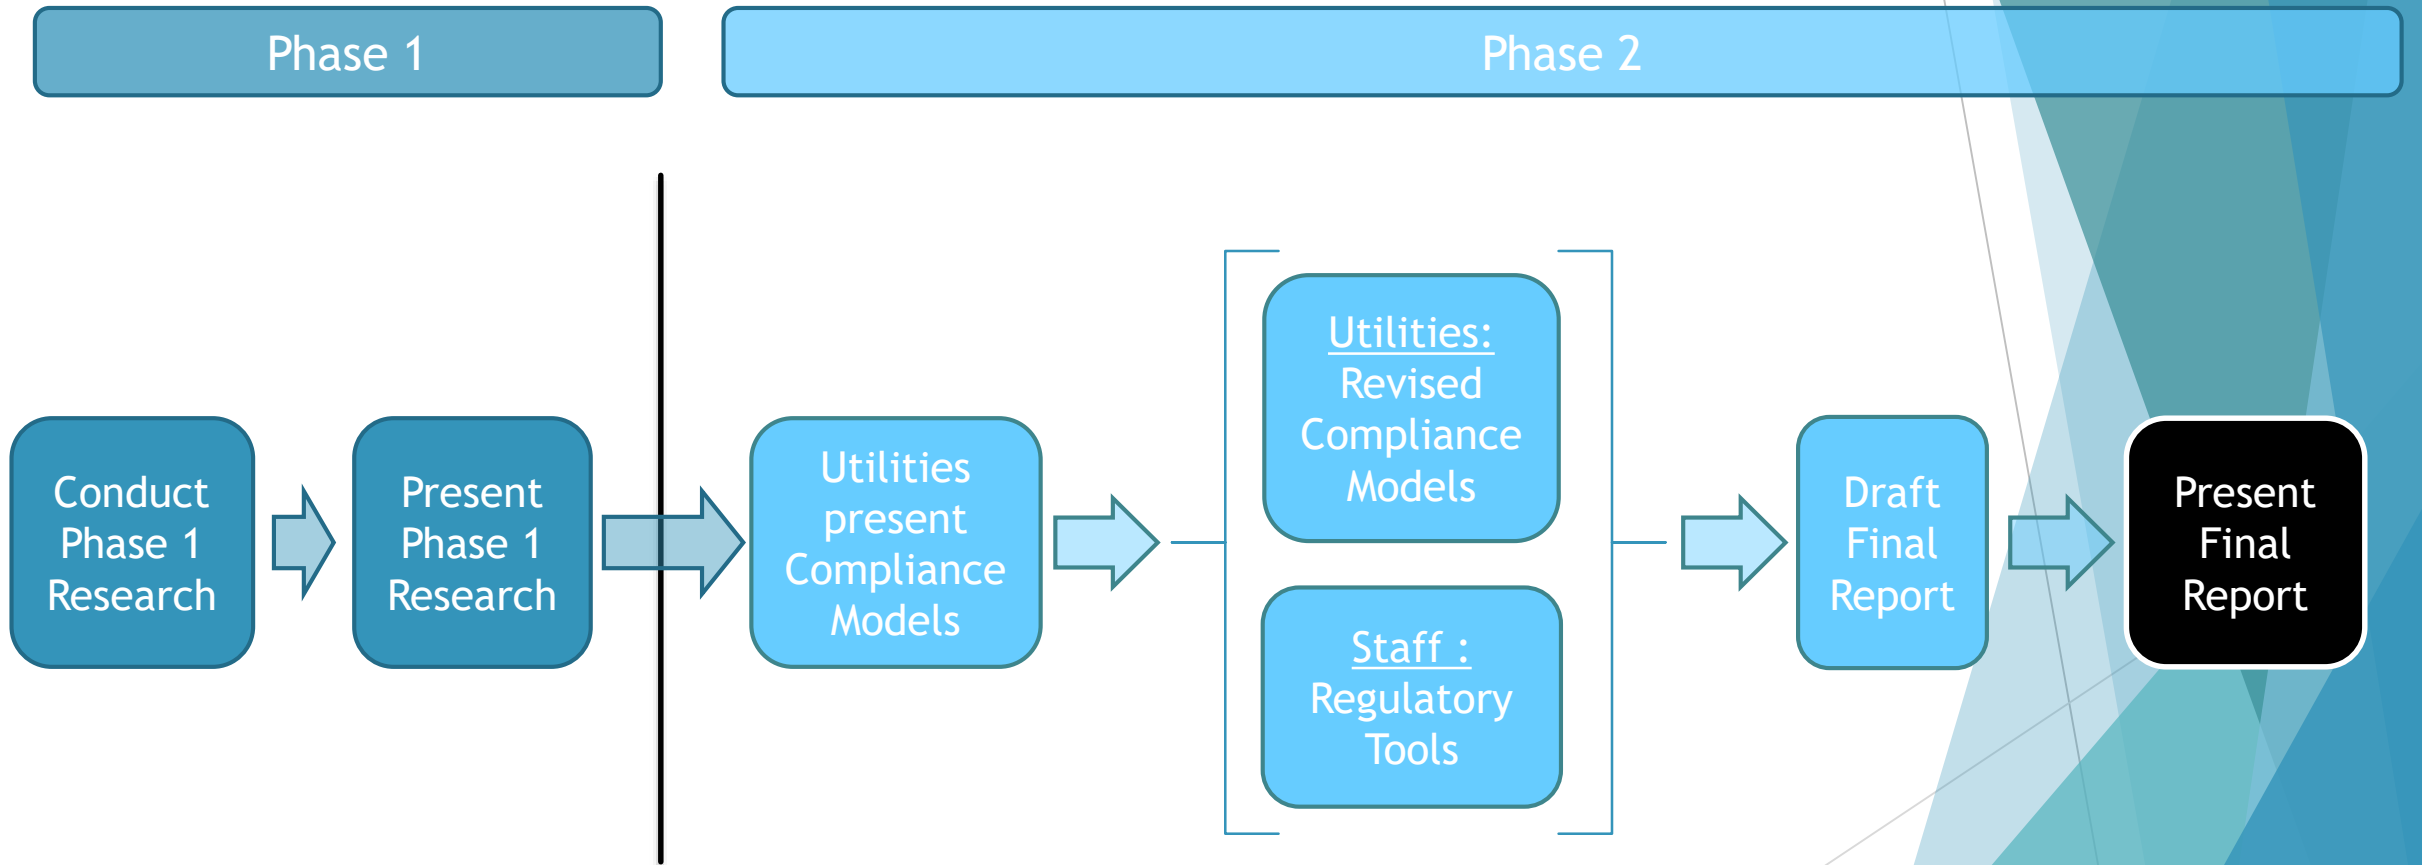 Phase 1
Phase 2
Conduct
Phase 1
Research
Present
Phase 1
Research
Utilities
present
Compliance
Models
Utilities:
Revised
Compliance
Models
Staff :
Regulatory
Tools
Draft
Final
Report
Present
Final
Report